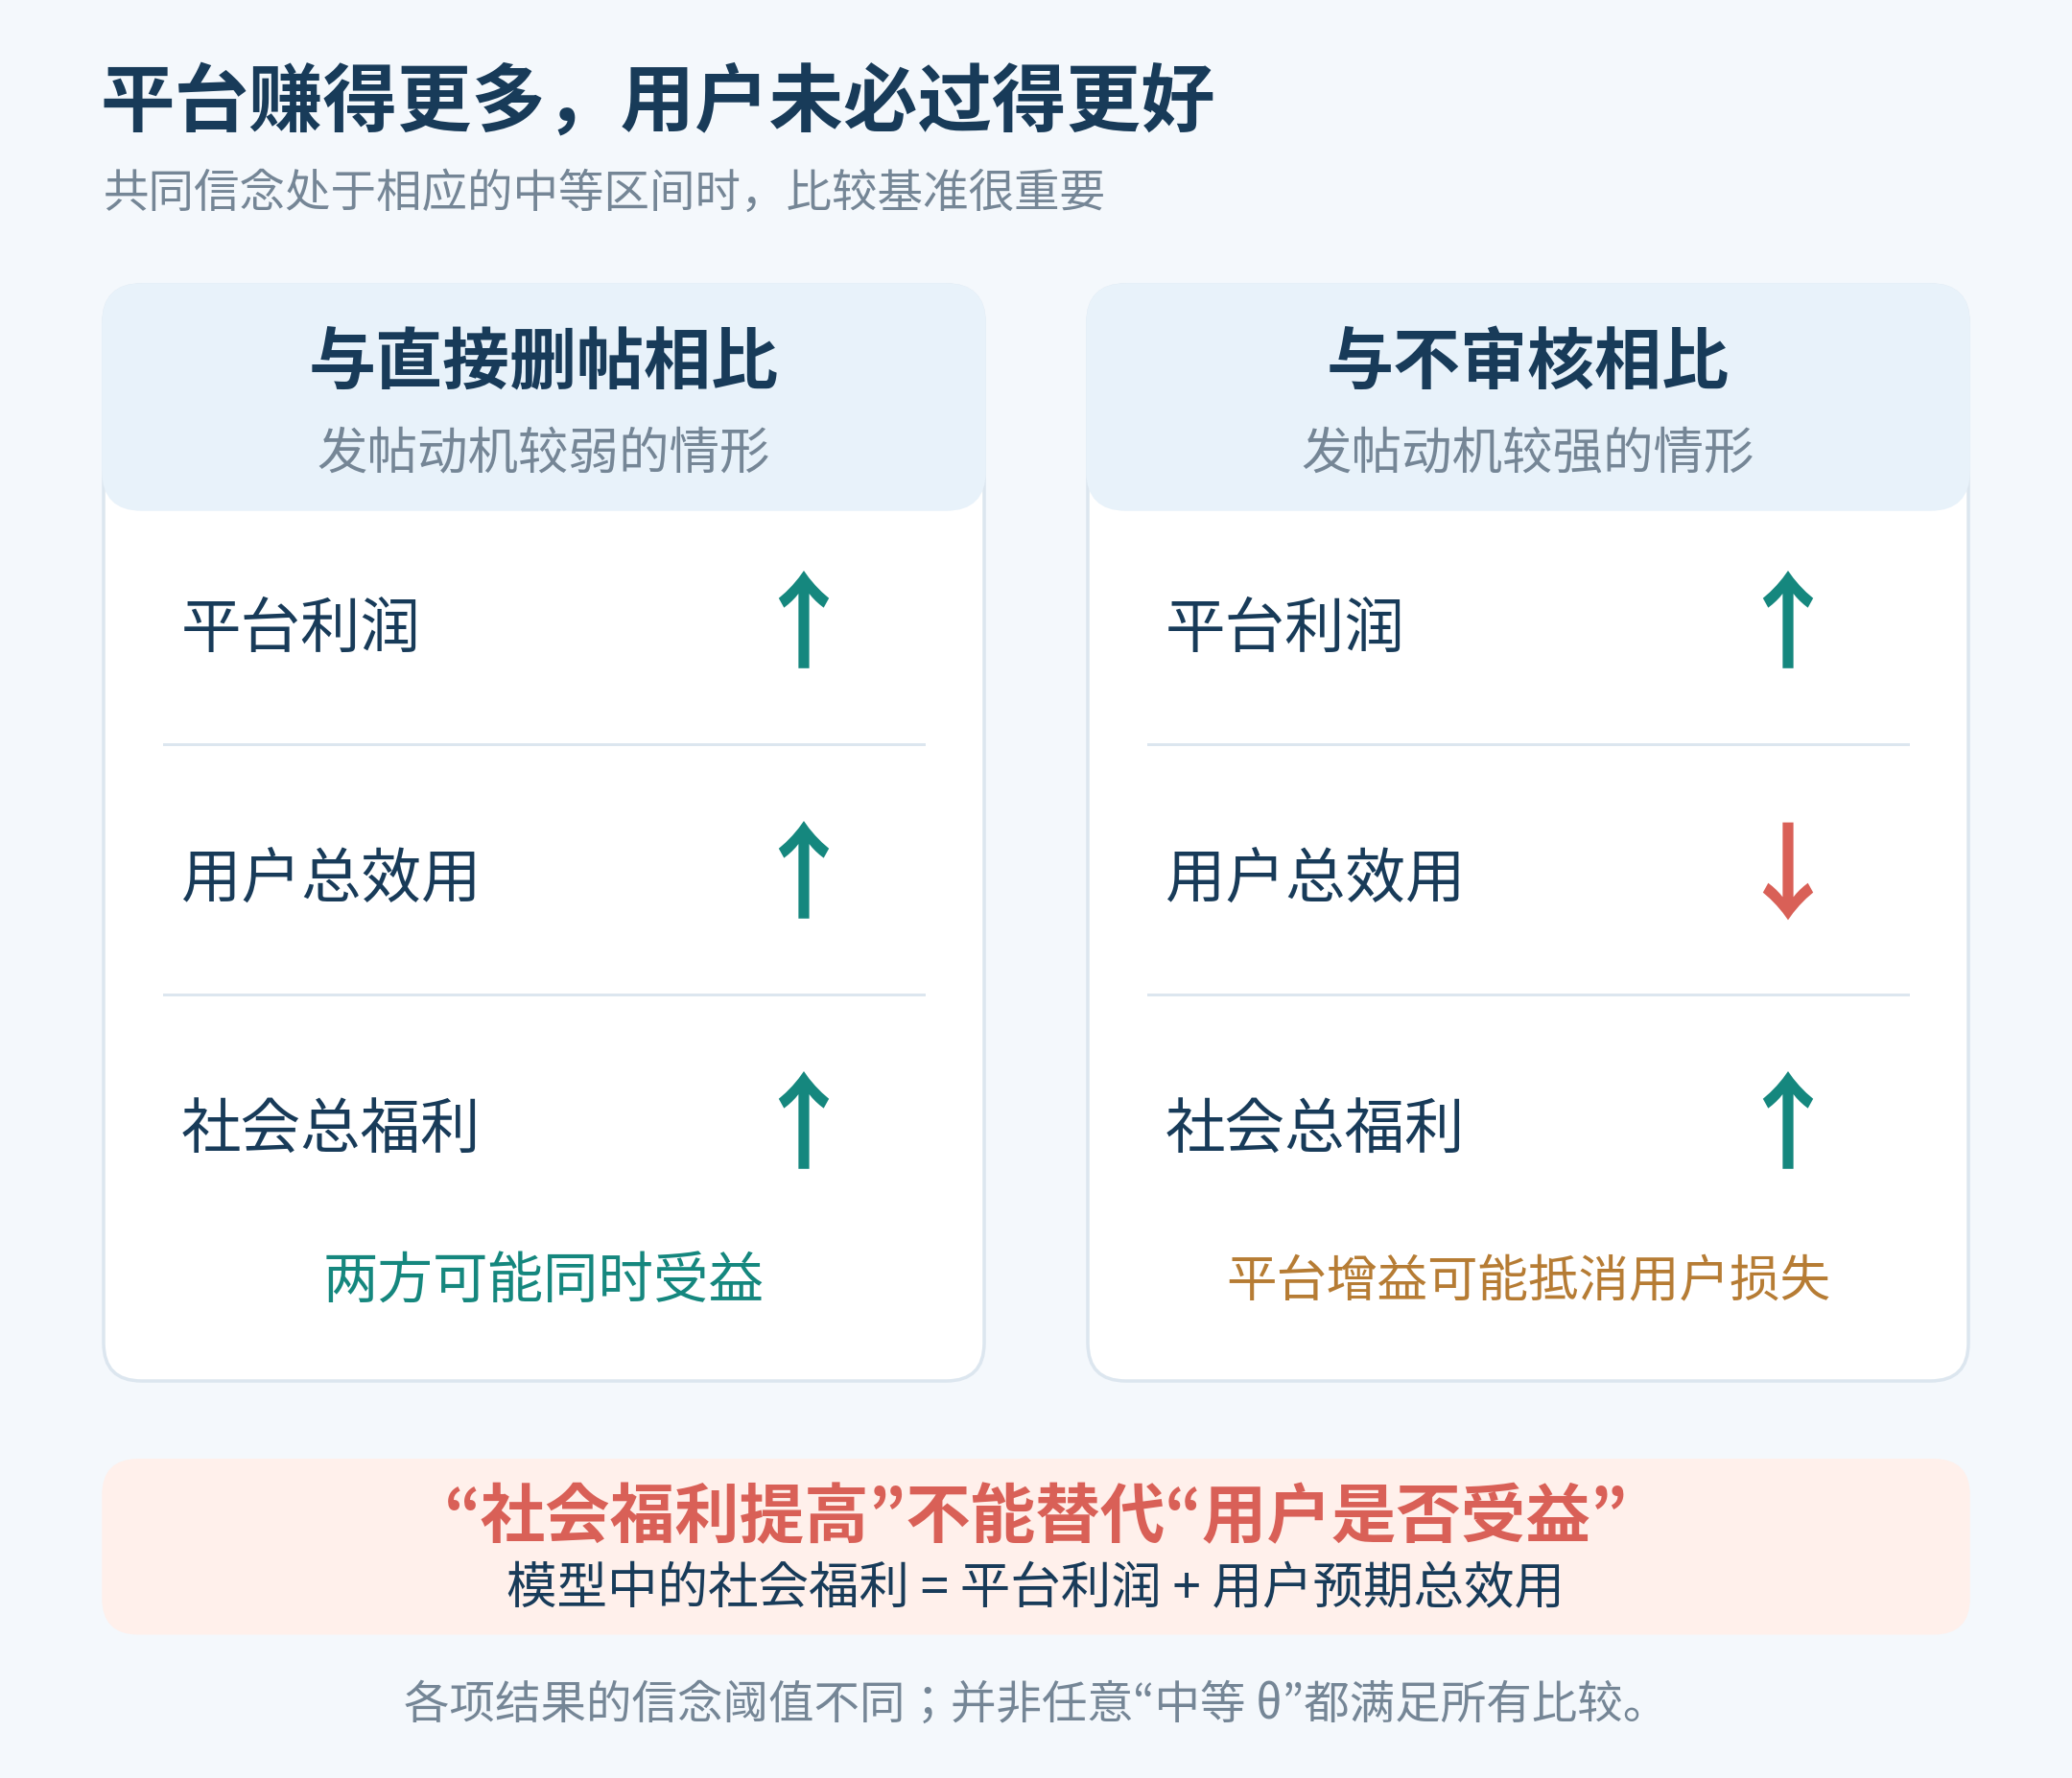 平台赚得更多，用户未必过得更好
共同信念处于相应的中等区间时，比较基准很重要
与直接删帖相比
发帖动机较弱的情形
平台利润 ↑
用户总效用 ↑
社会总福利 ↑
两方可能同时受益
与不审核相比
发帖动机较强的情形
平台利润 ↑
用户总效用 ↓
社会总福利 ↑
平台增益可能抵消用户损失
“社会福利提高”不能替代“用户是否受益”
模型中的社会福利 = 平台利润 + 用户预期总效用
各项结果的信念阈值不同；并非任意“中等 θ”都满足所有比较。